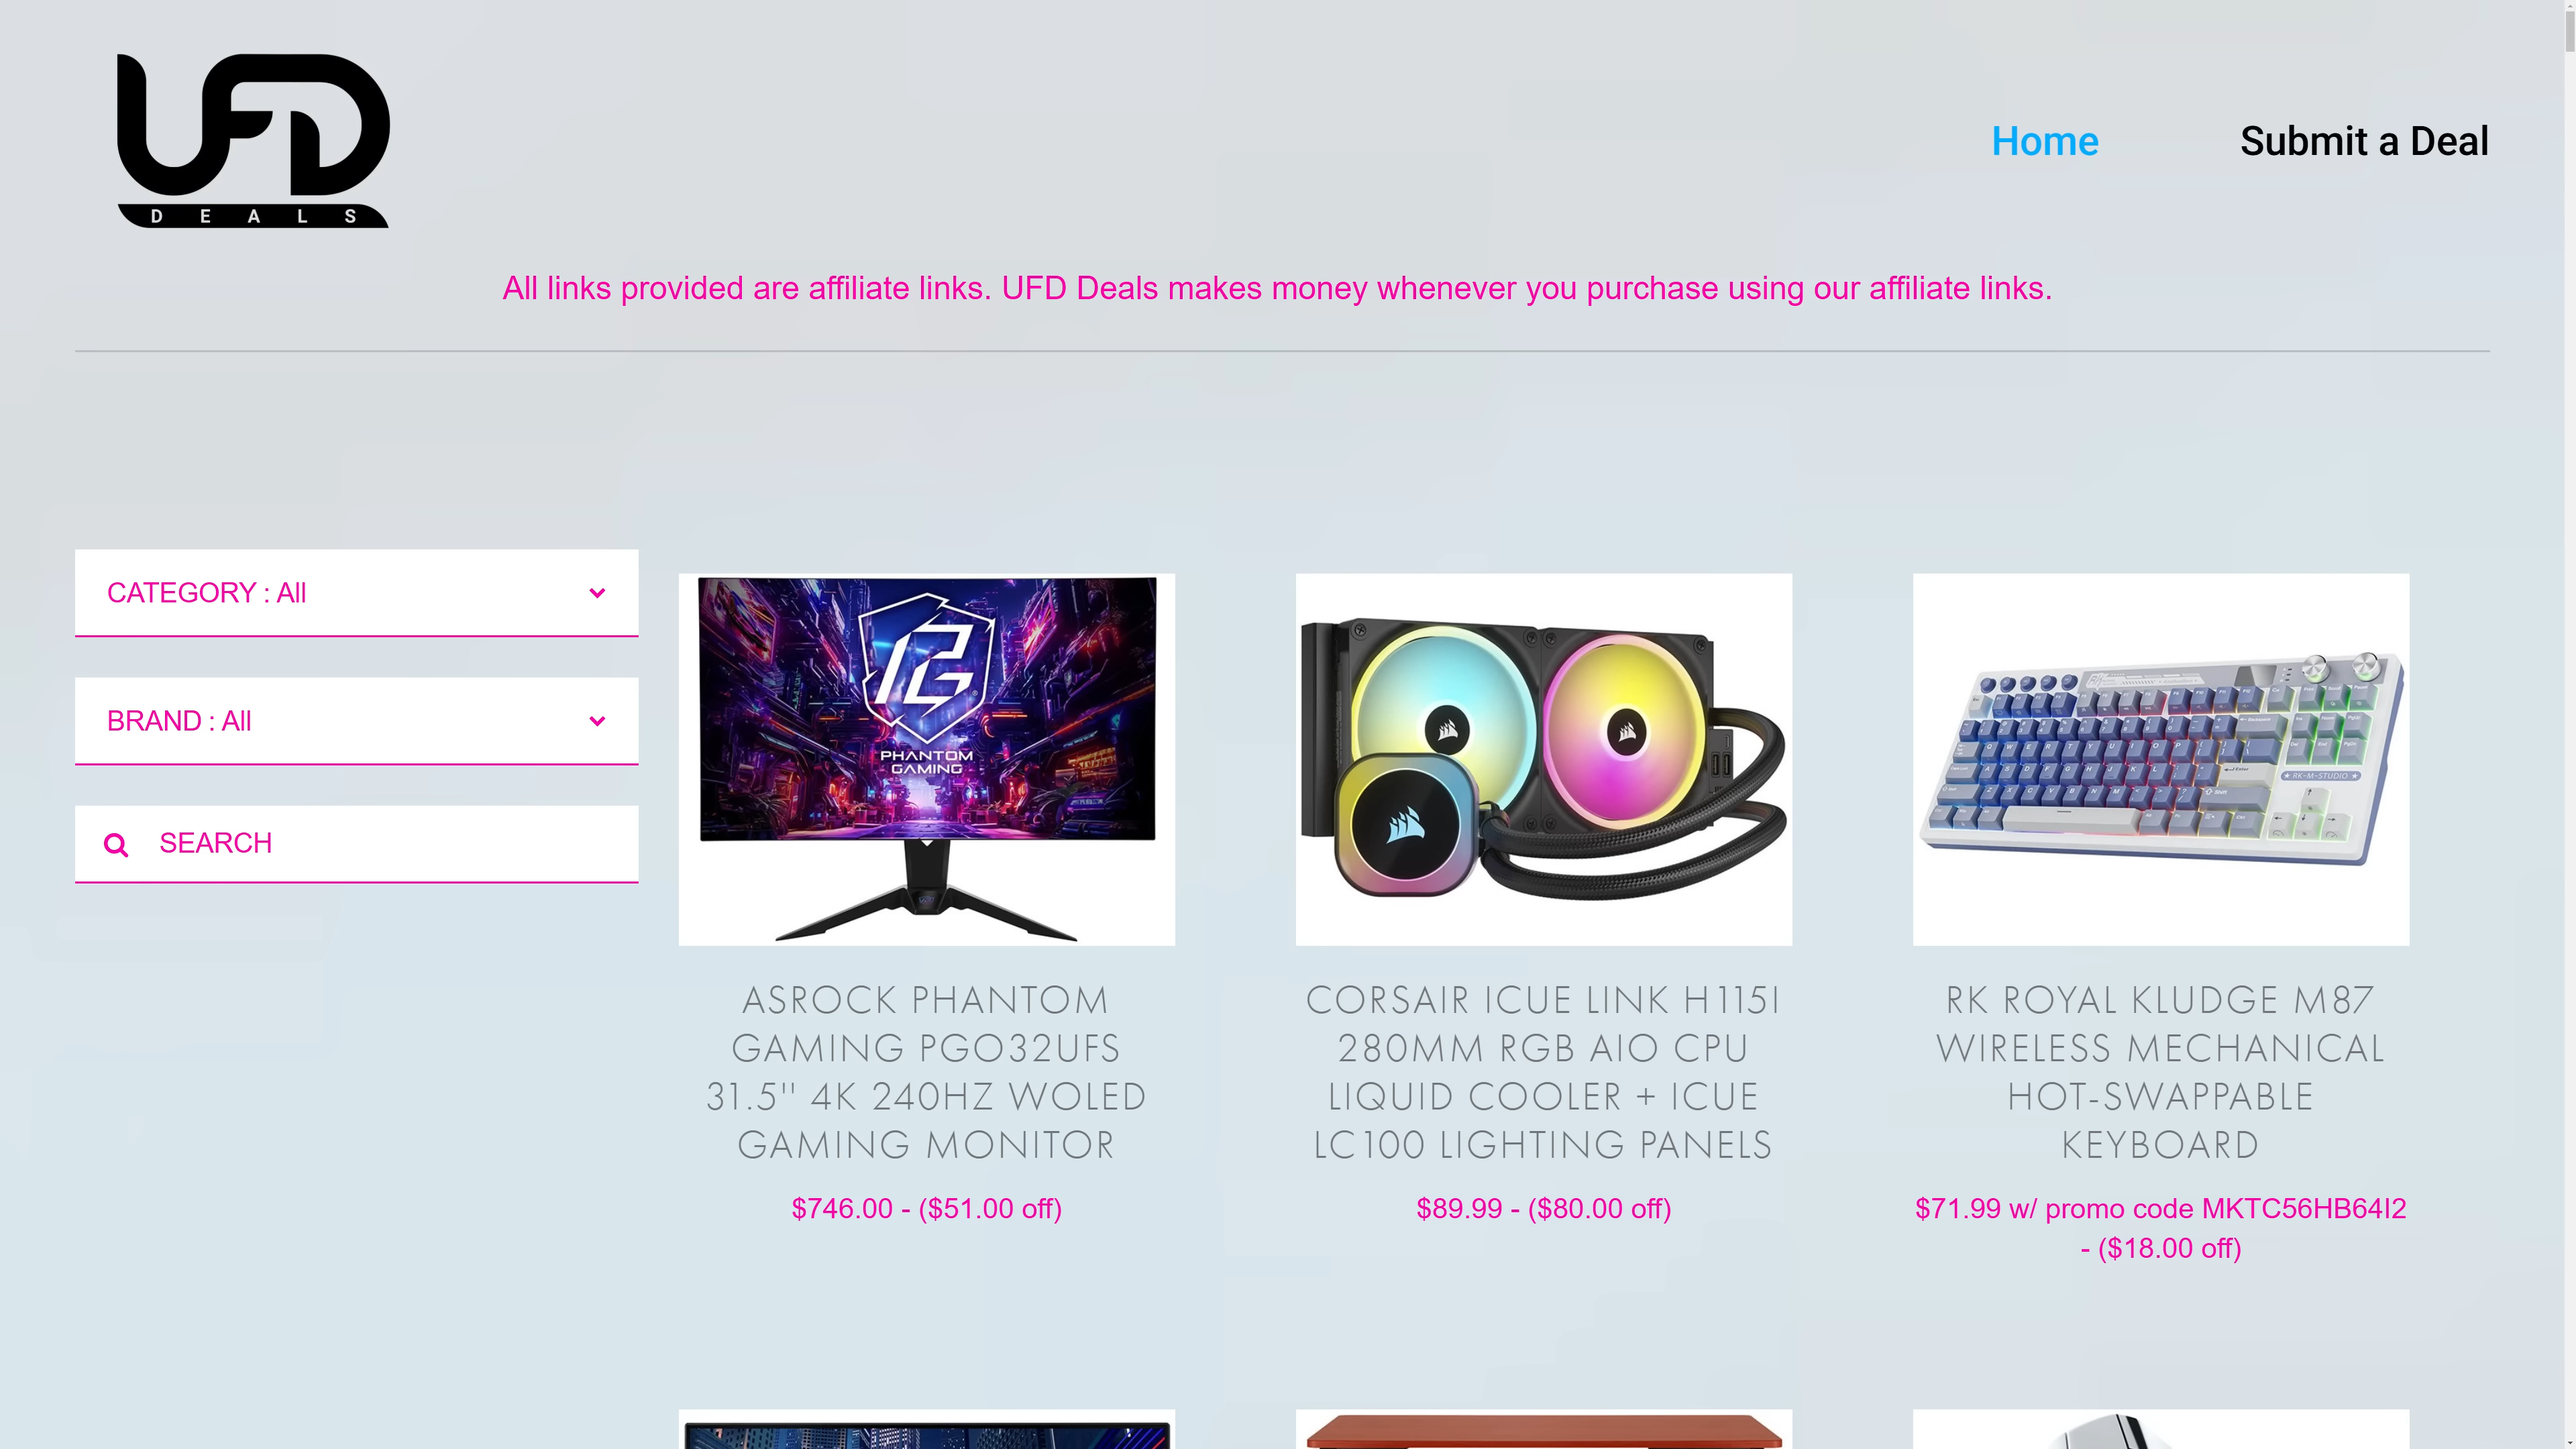 UFD
DEALS
Home
Submit a Deal
All links provided are affiliate links. UFD Deals makes money whenever you purchase using our affiliate links.
CATEGORY : All
BRAND : All
SEARCH
PHANTOM
GAMING
RK-M-STUDIO
ASROCK PHANTOM
GAMING PGO32UFS
31.5'' 4K 240HZ WOLED
GAMING MONITOR
$746.00 - ($51.00 off)
CORSAIR ICUE LINK H115I
280MM RGB AIO CPU
LIQUID COOLER + ICUE
LC100 LIGHTING PANELS
$89.99 - ($80.00 off)
RK ROYAL KLUDGE M87
WIRELESS MECHANICAL
HOT-SWAPPABLE
KEYBOARD
$71.99 w/ promo code MKTC56HB64I2
- ($18.00 off)